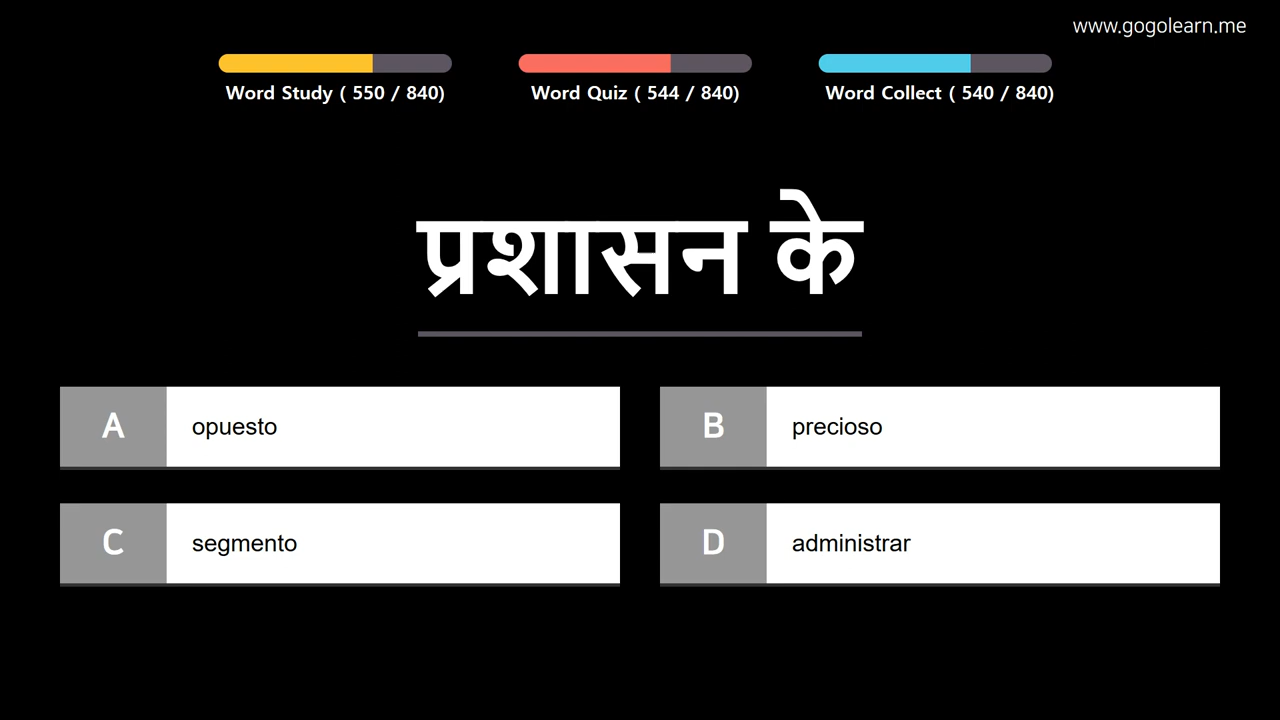 www.gogolearn.me
Word Study ( 550 / 840)
Word Quiz ( 544 / 840)
Word Collect ( 540 / 840)
प्रशासन के
A opuesto
B precioso
C segmento
D administrar